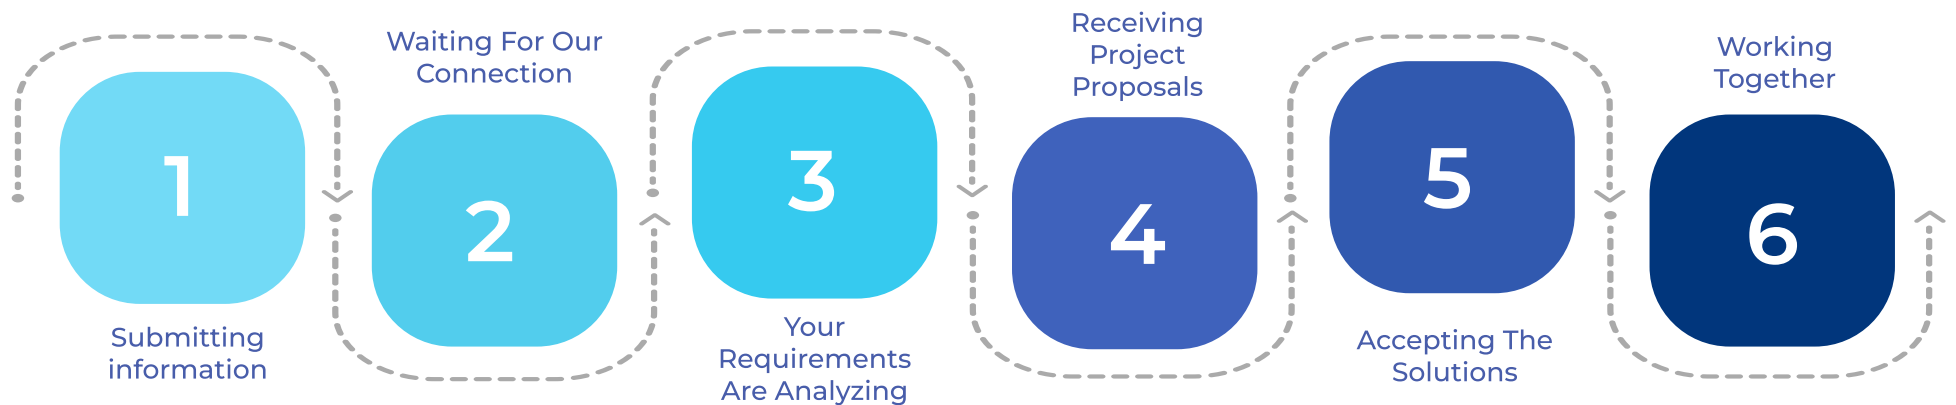 1
Submitting
information
Waiting For Our
Connection
2
3
Your
Requirements
Are Analyzing
Receiving
Project
Proposals
4
5
Accepting The
Solutions
Working
Together
6